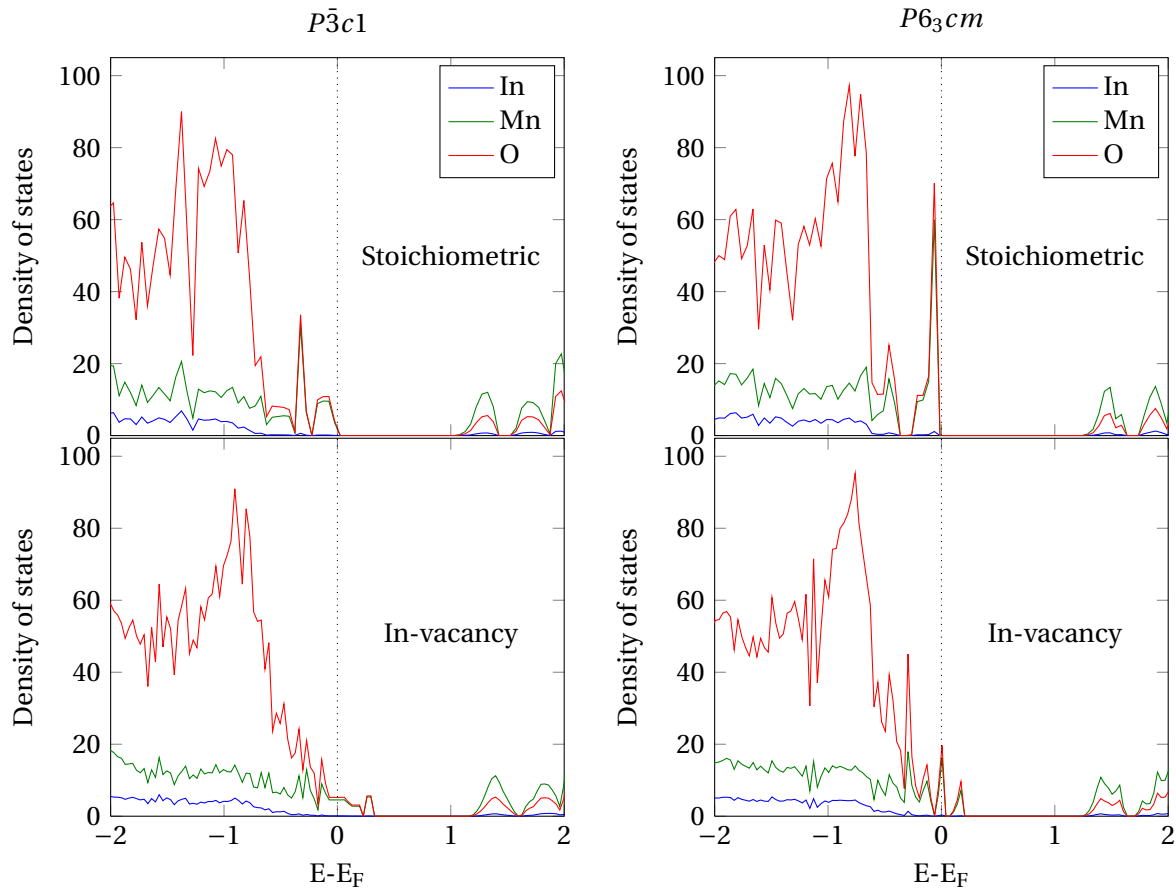 P3̄c1
P6₃cm
Density of states
100
80
60
40
20
0
In
Mn
O
Stoichiometric
Density of states
100
80
60
40
20
0
In
Mn
O
Stoichiometric
Density of states
100
80
60
40
20
0
In-vacancy
−2 −1 0 1 2
E-E_F
Density of states
100
80
60
40
20
0
In-vacancy
−2 −1 0 1 2
E-E_F